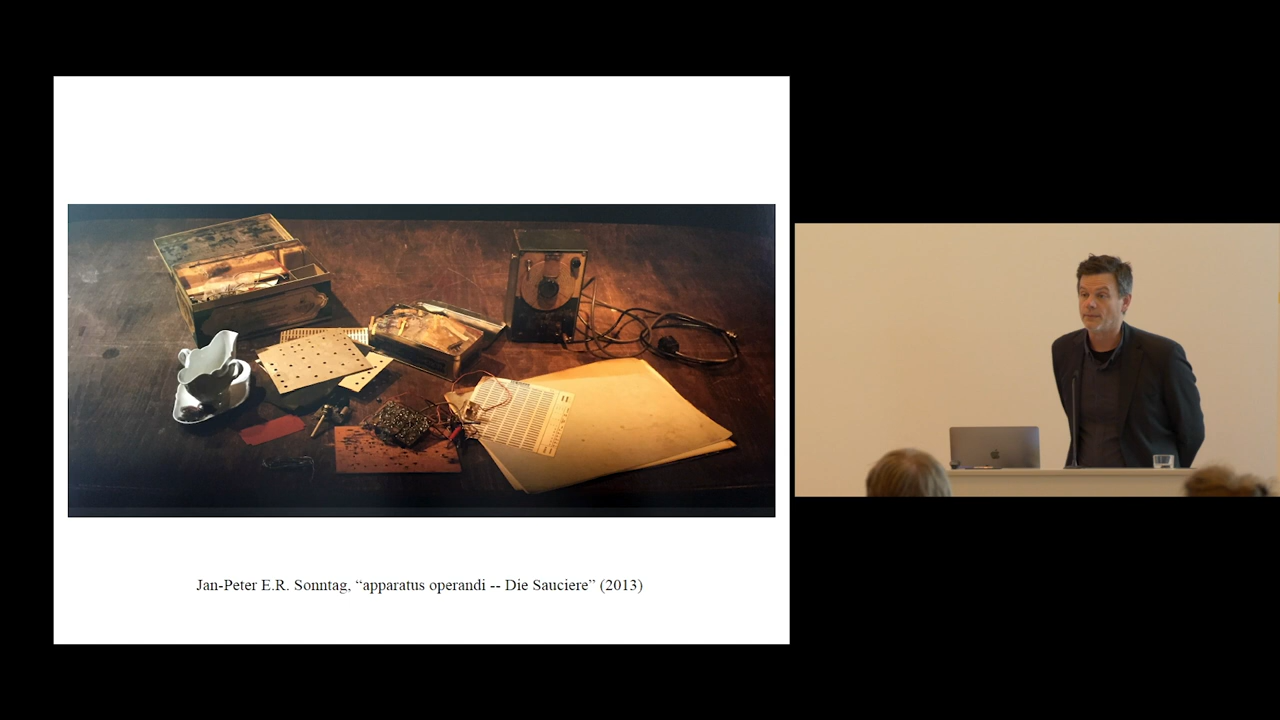 Jan-Peter E.R. Sonntag, “apparatus operandi -- Die Sauciere” (2013)